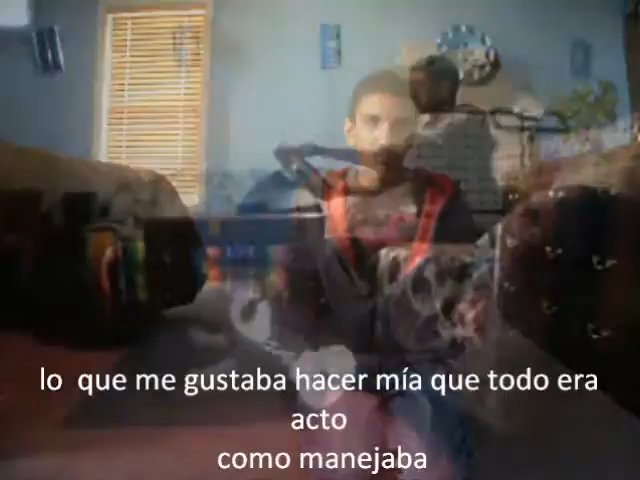 lo  que me gustaba hacer mía que todo era
acto
como manejaba